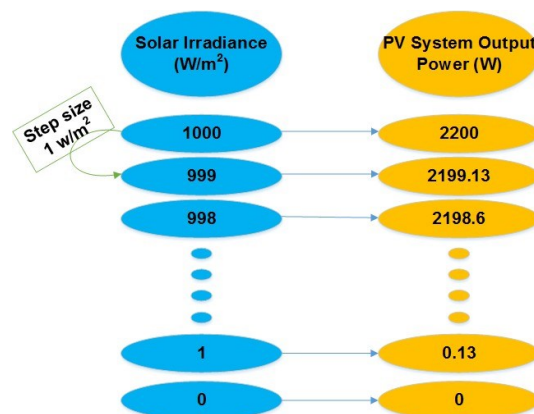 Solar Irradiance
(W/m²)
PV System Output
Power (W)
Step size
1 w/m²
1000
2200
999
2199.13
998
2198.6
1
0.13
0
0